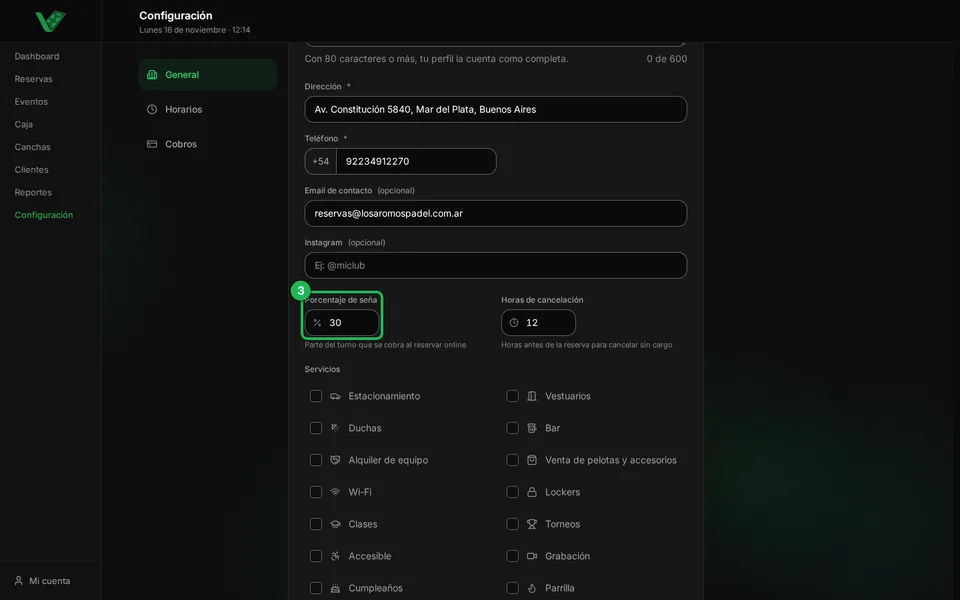 Configuración
Lunes 16 de noviembre · 12:14
Dashboard
Reservas
Eventos
Caja
Canchas
Clientes
Reportes
Configuración
Mi cuenta
General
Horarios
Cobros
Con 80 caracteres o más, tu perfil la cuenta como completa.
0 de 600
Dirección *
Av. Constitución 5840, Mar del Plata, Buenos Aires
Teléfono *
+54 92234912270
Email de contacto (opcional)
reservas@losaromospadel.com.ar
Instagram (opcional)
Ej: @miclub
3
Porcentaje de seña
Horas de cancelación
% 30
12
Parte del turno que se cobra al reservar online
Horas antes de la reserva para cancelar sin cargo
Servicios
Estacionamiento
Vestuarios
Duchas
Bar
Alquiler de equipo
Venta de pelotas y accesorios
Wi-Fi
Lockers
Clases
Torneos
Accesible
Grabación
Cumpleaños
Parrilla